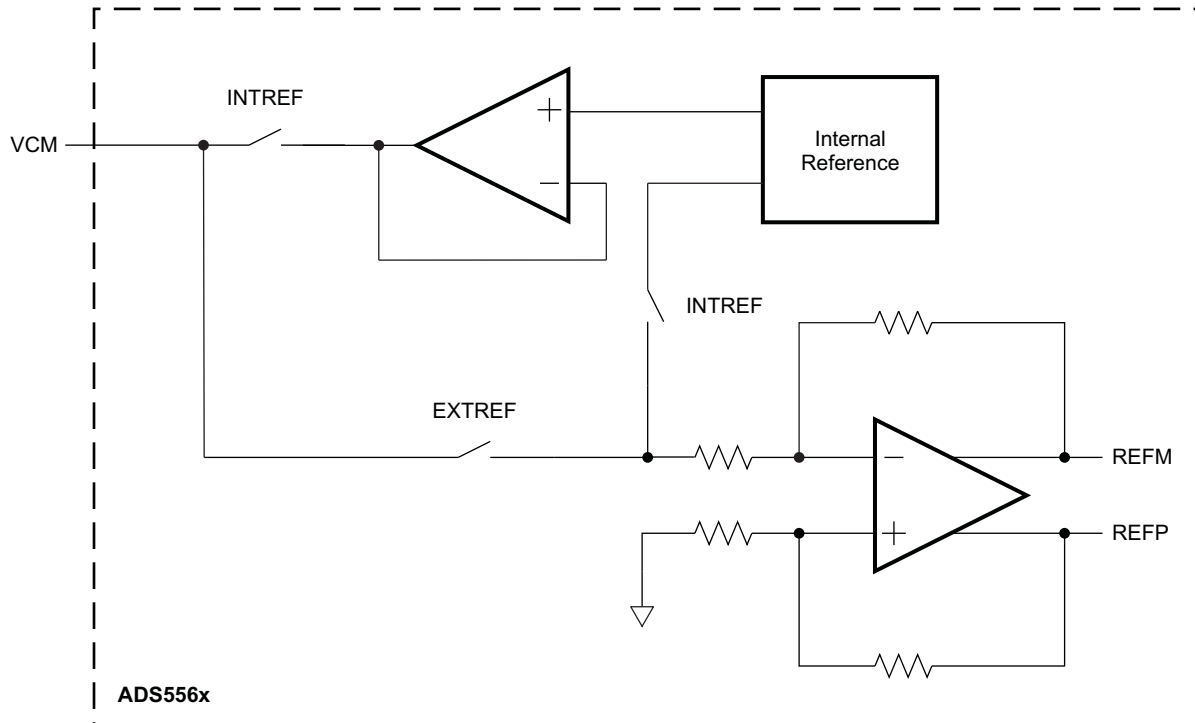 INTREF
VCM
+
−
Internal
Reference
INTREF
EXTREF
−
+
REFM
REFP
ADS556x